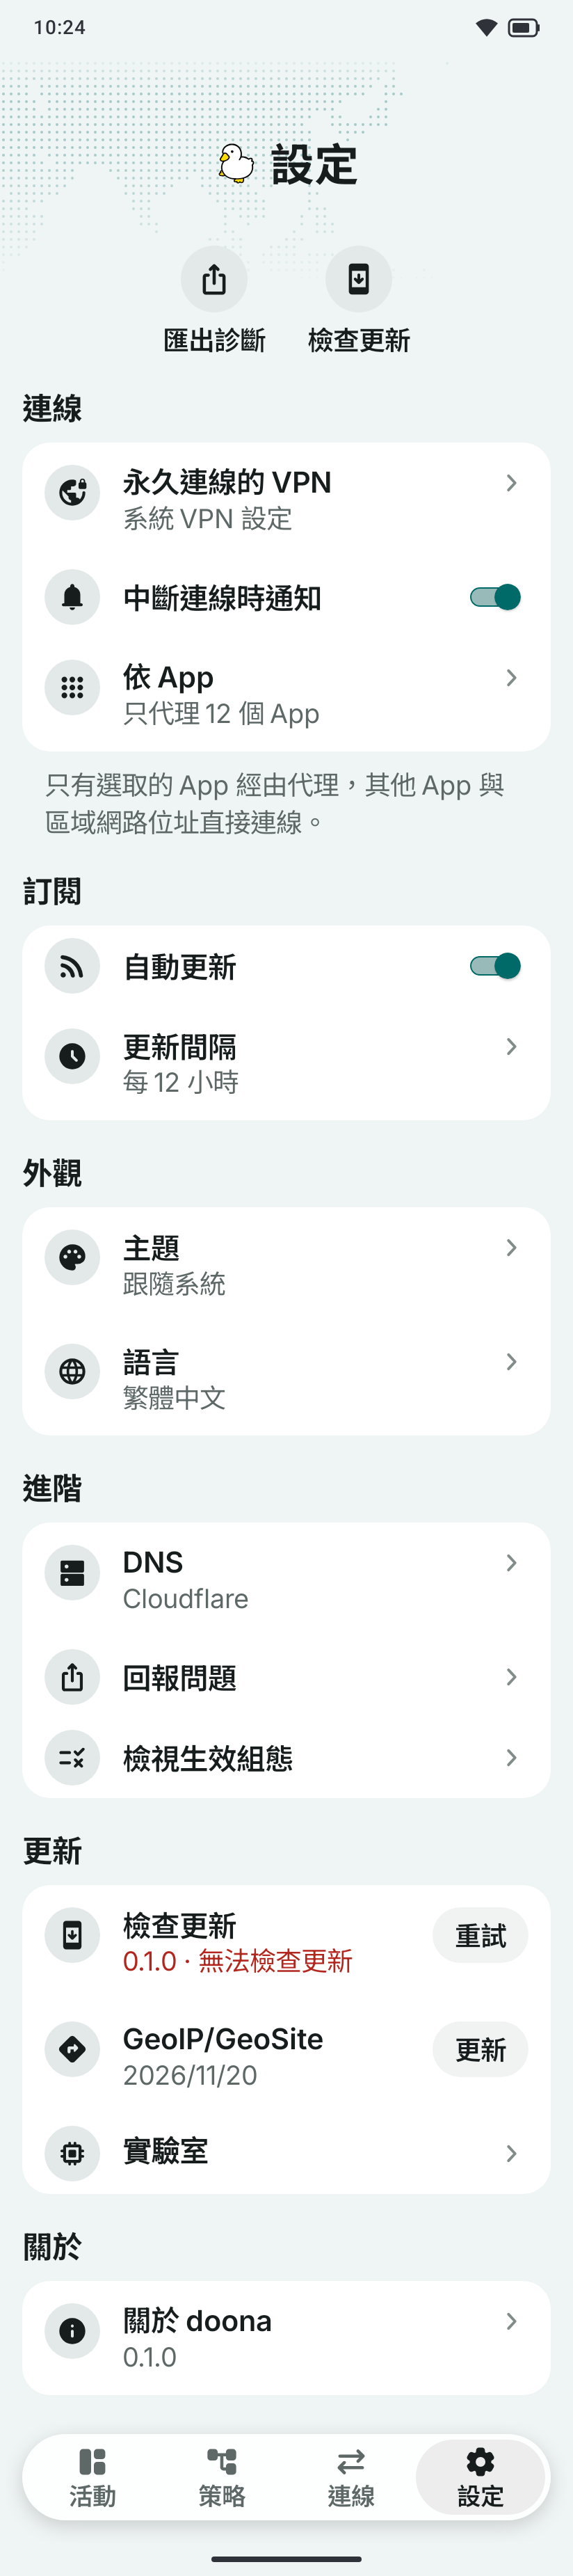 10:24
設定
匯出診斷
檢查更新
連線
永久連線的 VPN
系統 VPN 設定
中斷連線時通知
依 App
只代理 12 個 App
只有選取的 App 經由代理，其他 App 與
區域網路位址直接連線。
訂閱
自動更新
更新間隔
每 12 小時
外觀
主題
跟隨系統
語言
繁體中文
進階
DNS
Cloudflare
回報問題
檢視生效組態
更新
檢查更新
0.1.0 · 無法檢查更新
重試
GeoIP/GeoSite
2026/11/20
更新
實驗室
關於
關於 doona
0.1.0
活動
策略
連線
設定